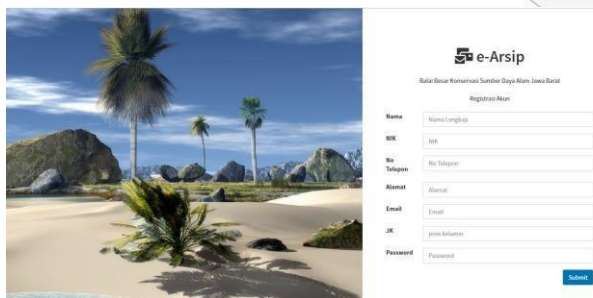 e-Arsip
Balai Besar Konservasi Sumber Daya Alam Jawa Barat
Registrasi Akun
Nama Nama Lengkap
NIK NIK
No Telepon No Telepon
Alamat Alamat
Email Email
JK jenis kelamin
Password Password
Submit